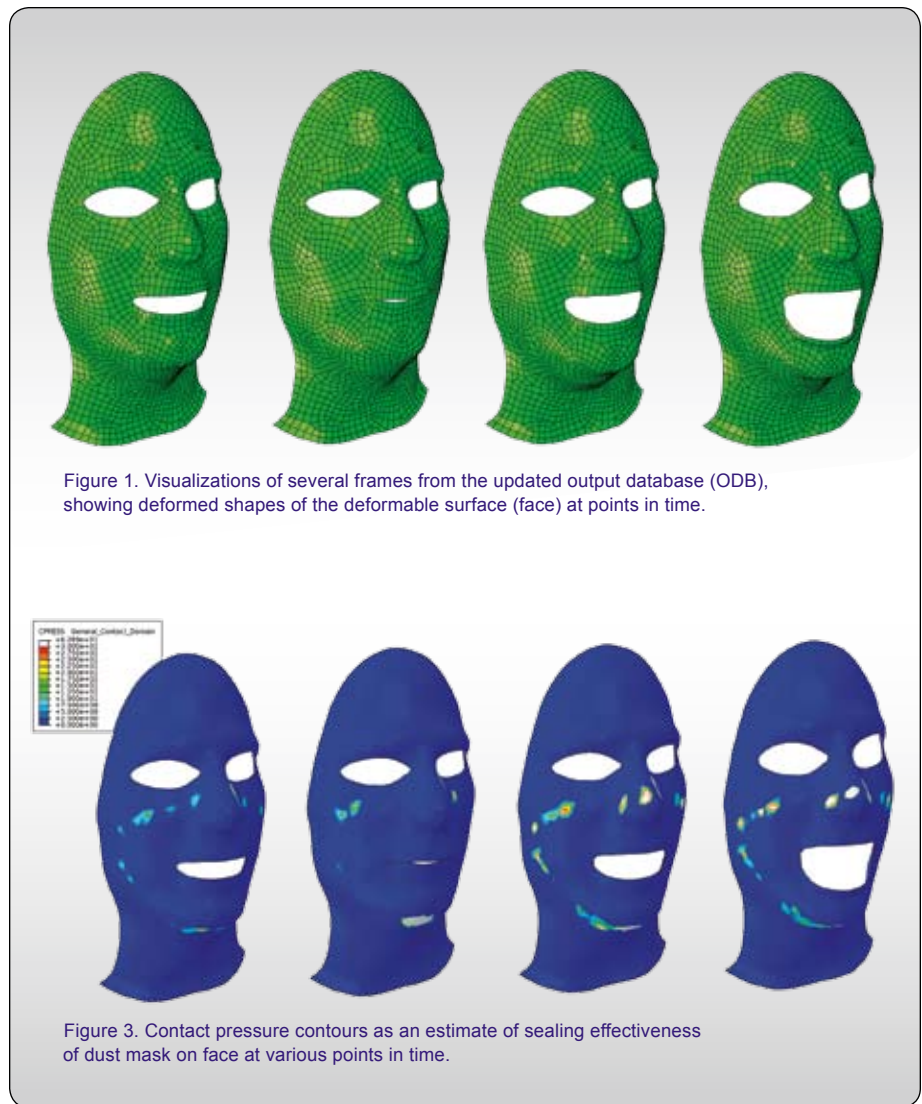 Figure 1. Visualizations of several frames from the updated output database (ODB),
showing deformed shapes of the deformable surface (face) at points in time.
CPRESS General_Contact_Domain
Figure 3. Contact pressure contours as an estimate of sealing effectiveness
of dust mask on face at various points in time.